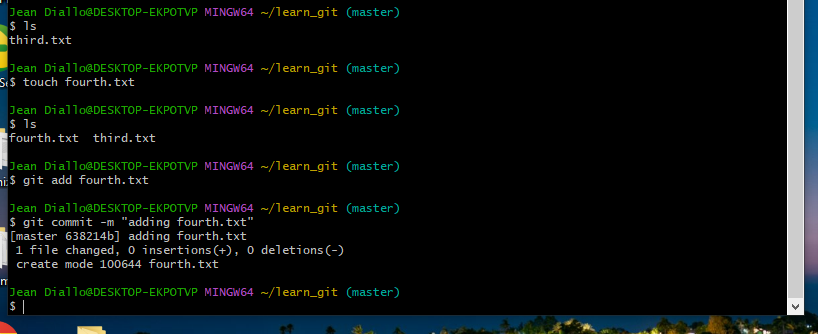 Jean Diallo@DESKTOP-EKPOTVP MINGW64 ~/learn_git (master)
$ ls
third.txt
Jean Diallo@DESKTOP-EKPOTVP MINGW64 ~/learn_git (master)
$ touch fourth.txt
Jean Diallo@DESKTOP-EKPOTVP MINGW64 ~/learn_git (master)
$ ls
fourth.txt  third.txt
Jean Diallo@DESKTOP-EKPOTVP MINGW64 ~/learn_git (master)
$ git add fourth.txt
Jean Diallo@DESKTOP-EKPOTVP MINGW64 ~/learn_git (master)
$ git commit -m "adding fourth.txt"
[master 638214b] adding fourth.txt
 1 file changed, 0 insertions(+), 0 deletions(-)
 create mode 100644 fourth.txt
Jean Diallo@DESKTOP-EKPOTVP MINGW64 ~/learn_git (master)
$